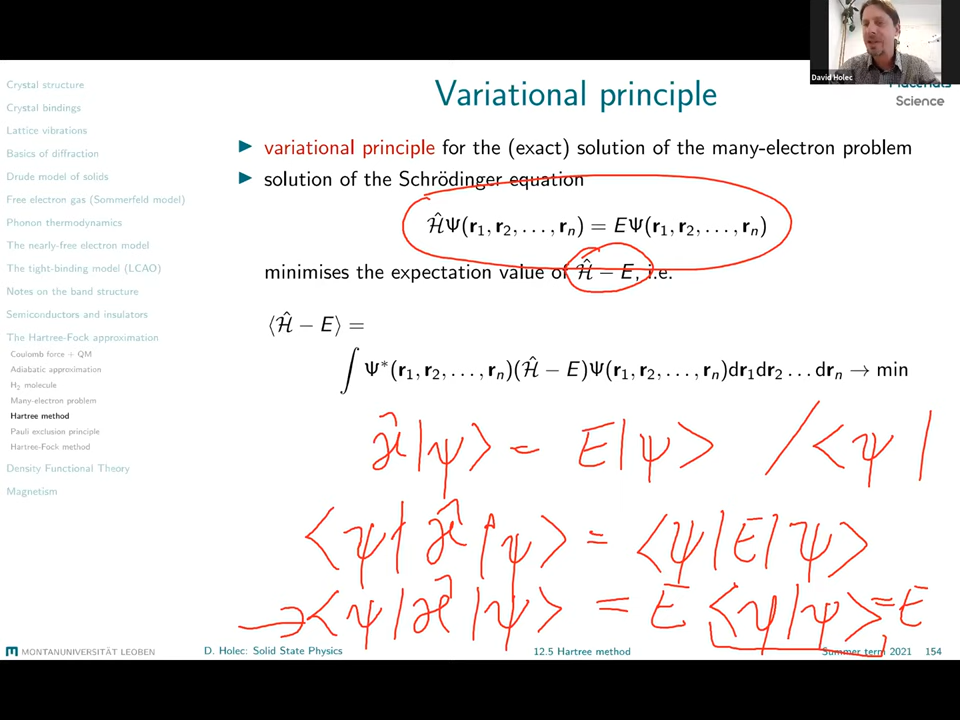 David Holec
Materials
Science
Crystal structure
Crystal bindings
Lattice vibrations
Basics of diffraction
Drude model of solids
Free electron gas (Sommerfeld model)
Phonon thermodynamics
The nearly-free electron model
The tight-binding model (LCAO)
Notes on the band structure
Semiconductors and insulators
The Hartree-Fock approximation
Coulomb force + QM
Adiabatic approximation
H₂ molecule
Many-electron problem
Hartree method
Pauli exclusion principle
Hartree-Fock method
Density Functional Theory
Magnetism
Variational principle
▶ variational principle for the (exact) solution of the many-electron problem
▶ solution of the Schrödinger equation
ĤΨ(r₁, r₂, . . . , rₙ) = EΨ(r₁, r₂, . . . , rₙ)
minimises the expectation value of Ĥ − E, i.e.
⟨Ĥ − E⟩ =
∫ Ψ*(r₁, r₂, . . . , rₙ)(Ĥ − E)Ψ(r₁, r₂, . . . , rₙ)dr₁dr₂ . . . drₙ → min
Ĥ|ψ⟩ = E|ψ⟩ /⟨ψ|
⟨ψ|Ĥ|ψ⟩ = ⟨ψ|E|ψ⟩
→⟨ψ|Ĥ|ψ⟩ = E⟨ψ|ψ⟩ = E
MONTANUNIVERSITÄT LEOBEN
D. Holec: Solid State Physics
12.5 Hartree method
Summer term 2021 154